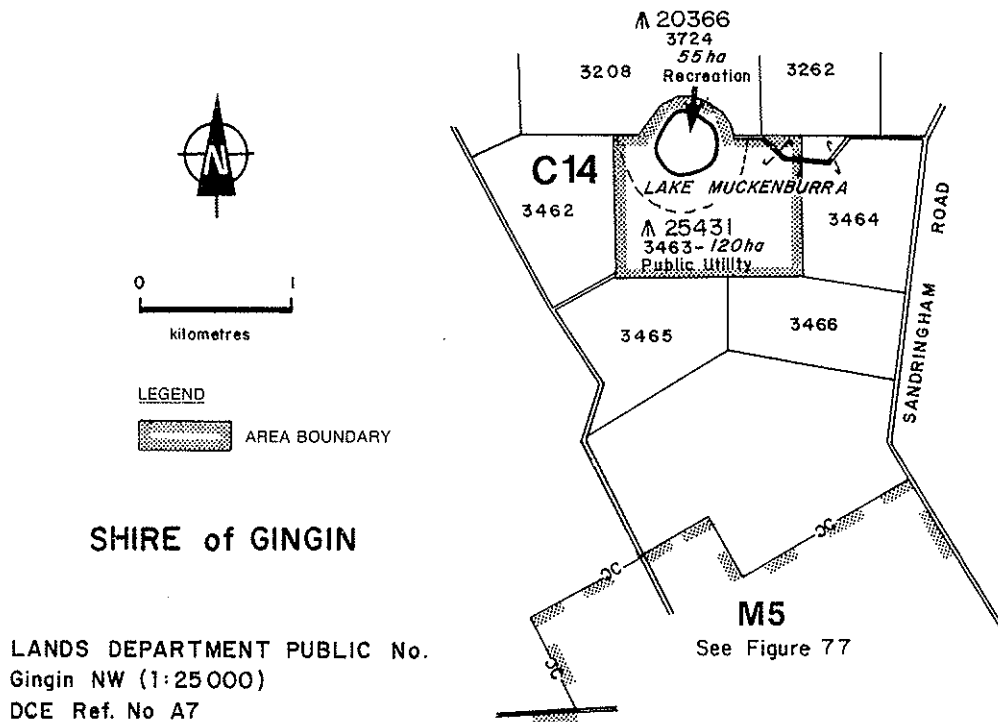 20366
3724
55ha
Recreation
3208
3262
N
C14
LAKE MUCKENBURRA
3462
3464
25431
3463-120ha
Public Utility
0 1
kilometres
3465
3466
SANDRINGHAM ROAD
LEGEND
AREA BOUNDARY
SHIRE of GINGIN
M5
See Figure 77
LANDS DEPARTMENT PUBLIC No.
Gingin NW (1:25000)
DCE Ref. No A7